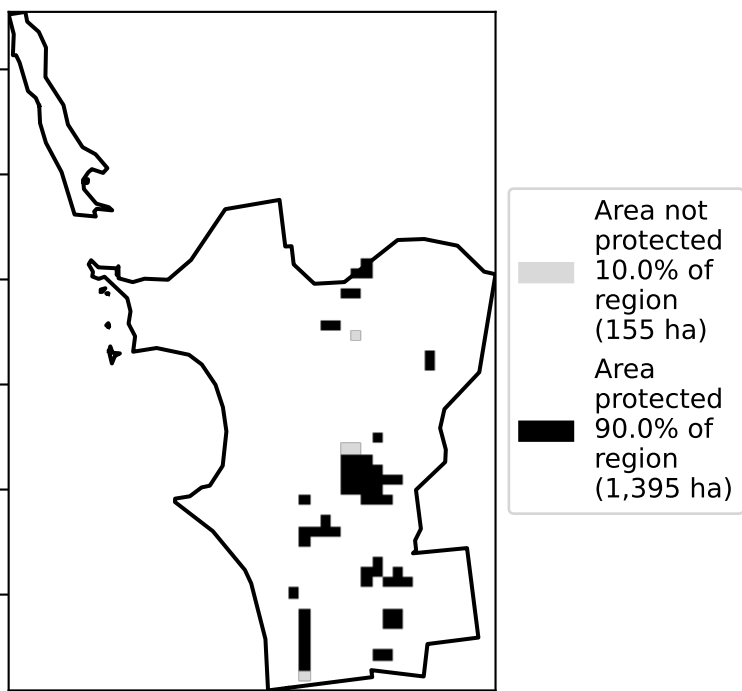 Area not
protected
10.0% of
region
(155 ha)
Area
protected
90.0% of
region
(1,395 ha)